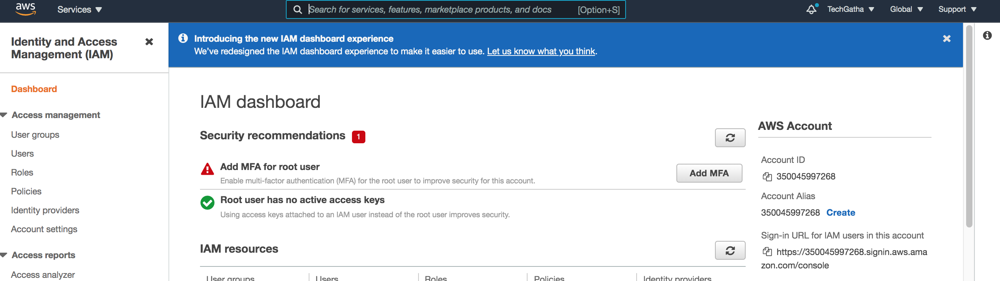 aws
Services
Search for services, features, marketplace products, and docs
[Option+S]
TechGatha
Global
Support
Identity and Access
Management (IAM)
Dashboard
Access management
User groups
Users
Roles
Policies
Identity providers
Account settings
Access reports
Access analyzer
Introducing the new IAM dashboard experience
We’ve redesigned the IAM dashboard experience to make it easier to use. Let us know what you think.
IAM dashboard
Security recommendations 1
Add MFA for root user
Enable multi-factor authentication (MFA) for the root user to improve security for this account.
Add MFA
Root user has no active access keys
Using access keys attached to an IAM user instead of the root user improves security.
IAM resources
User groups
Users
Roles
Policies
Identity providers
AWS Account
Account ID
350045997268
Account Alias
350045997268 Create
Sign-in URL for IAM users in this account
https://350045997268.signin.aws.ama
zon.com/console